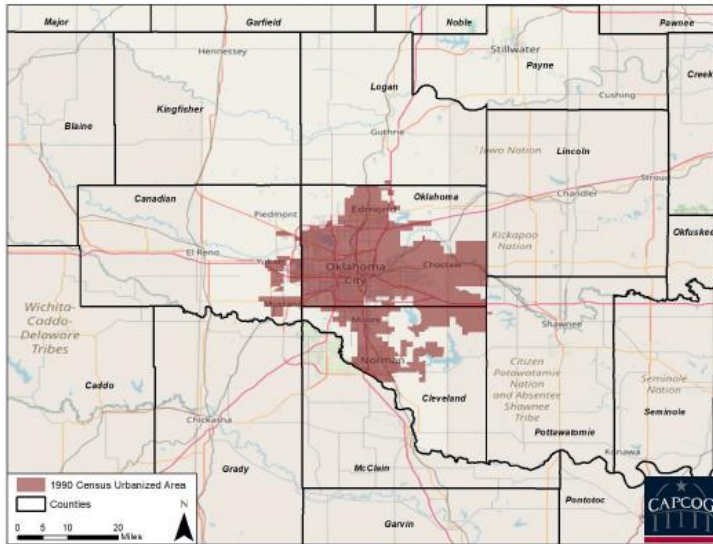 Major
Garfield
Noble
Pawnee
Hennessey
Stillwater
Payne
Creek
Logan
Cushing
Kingfisher
Blaine
Guthrie
Iowa Nation
Lincoln
Stroud
Canadian
Edmond
Oklahoma
Chandler
Piedmont
Kickapoo
Nation
Okfuskee
El Reno
Yukon
Oklahoma
City
Choctaw
Mustang
Wichita-
Caddo-
Delaware
Tribes
Moore
Shawnee
Norman
Citizen
Potawatamie
Nation
and Absentee
Shawnee
Tribe
Seminole
Nation
Caddo
Cleveland
Seminole
Chickasha
Pottawatomie
Konawa
Grady
McClain
Pontotoc
Garvin
1990 Census Urbanized Area
Counties
0 5 10 20
Miles
N
CAPCOG